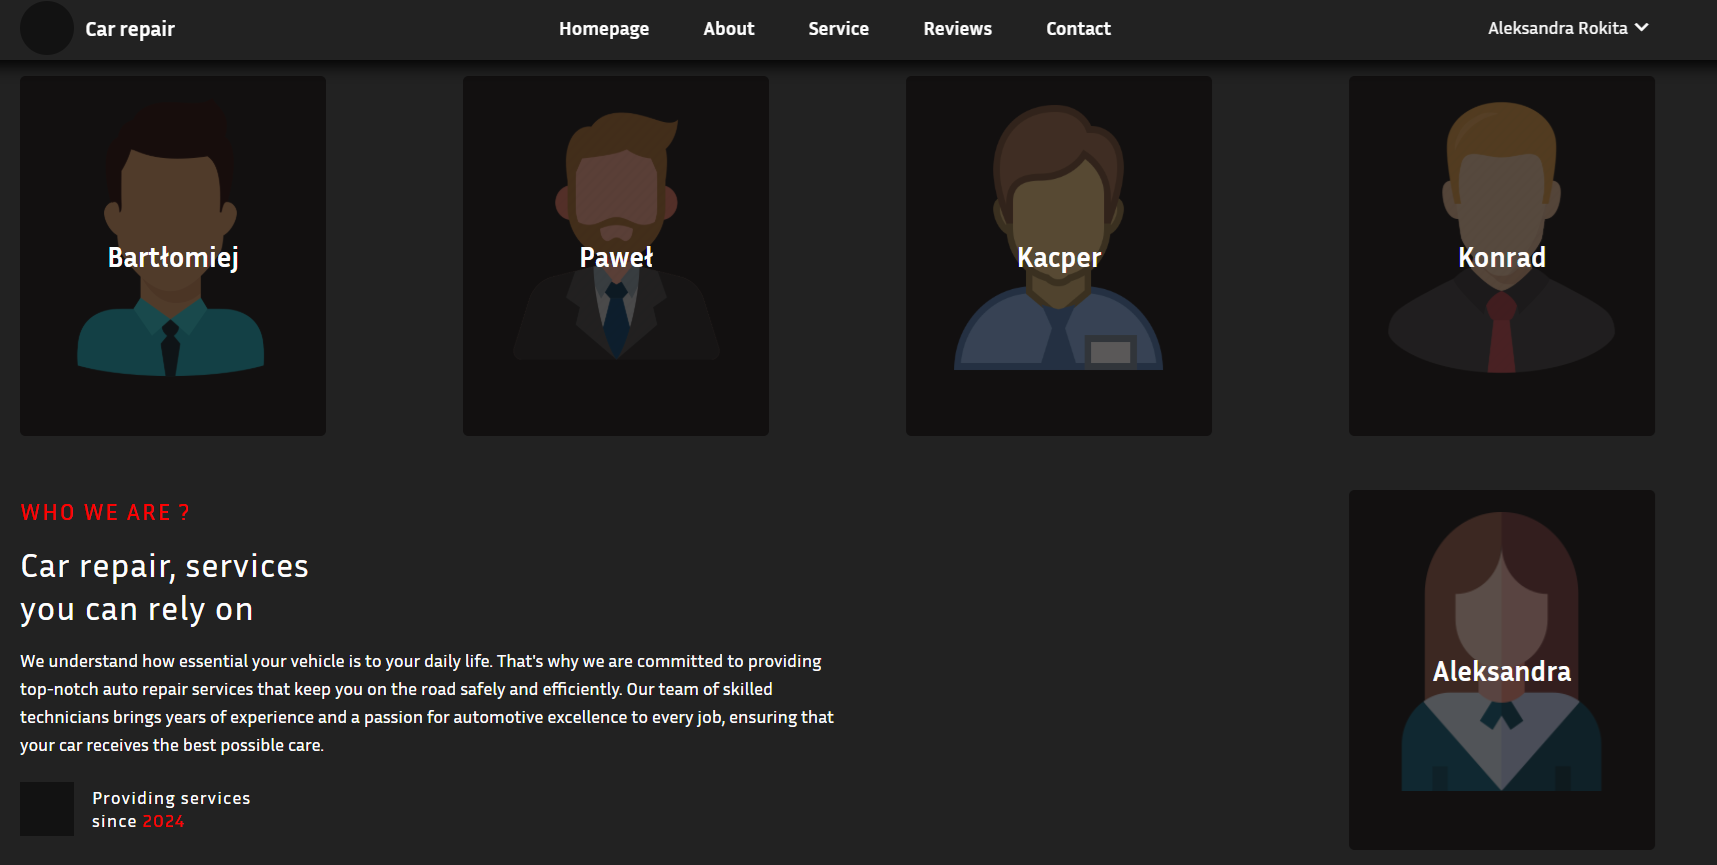 Car repair
Homepage About Service Reviews Contact
Aleksandra Rokita
Bartłomiej
Paweł
Kacper
Konrad
WHO WE ARE ?
Car repair, services
you can rely on
We understand how essential your vehicle is to your daily life. That's why we are committed to providing
top-notch auto repair services that keep you on the road safely and efficiently. Our team of skilled
technicians brings years of experience and a passion for automotive excellence to every job, ensuring that
your car receives the best possible care.
Providing services
since 2024
Aleksandra